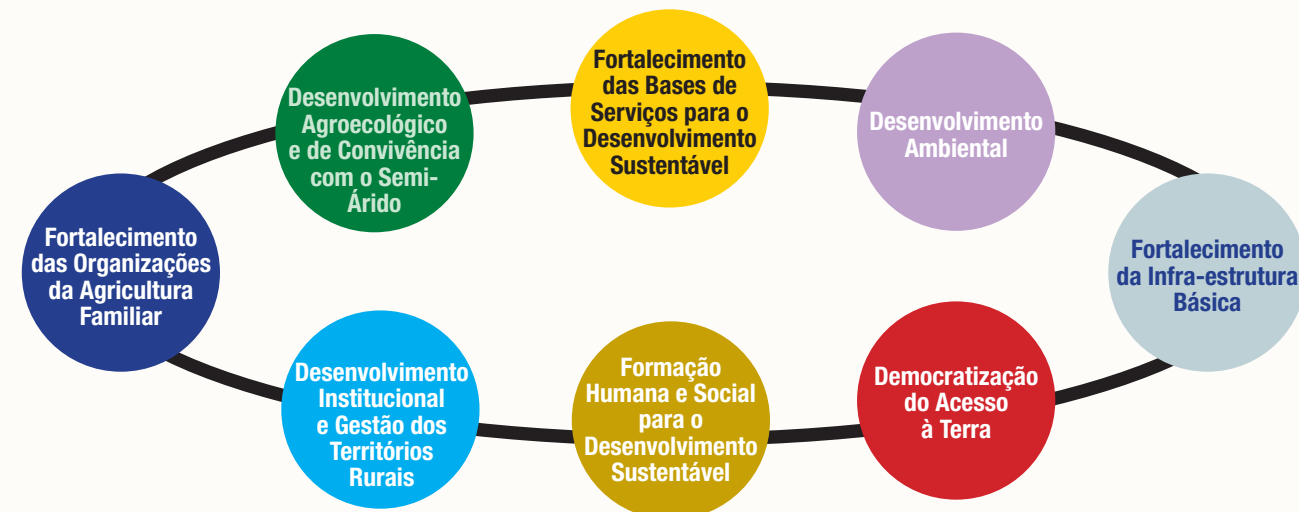 Desenvolvimento
Agroecológico
e de Convivência
com o Semi-
Árido
Fortalecimento
das Bases de
Serviços para o
Desenvolvimento
Sustentável
Desenvolvimento
Ambiental
Fortalecimento
das Organizações
da Agricultura
Familiar
Fortalecimento
da Infra-estrutura
Básica
Desenvolvimento
Institucional
e Gestão dos
Territórios
Rurais
Formação
Humana e Social
para o
Desenvolvimento
Sustentável
Democratização
do Acesso
à Terra